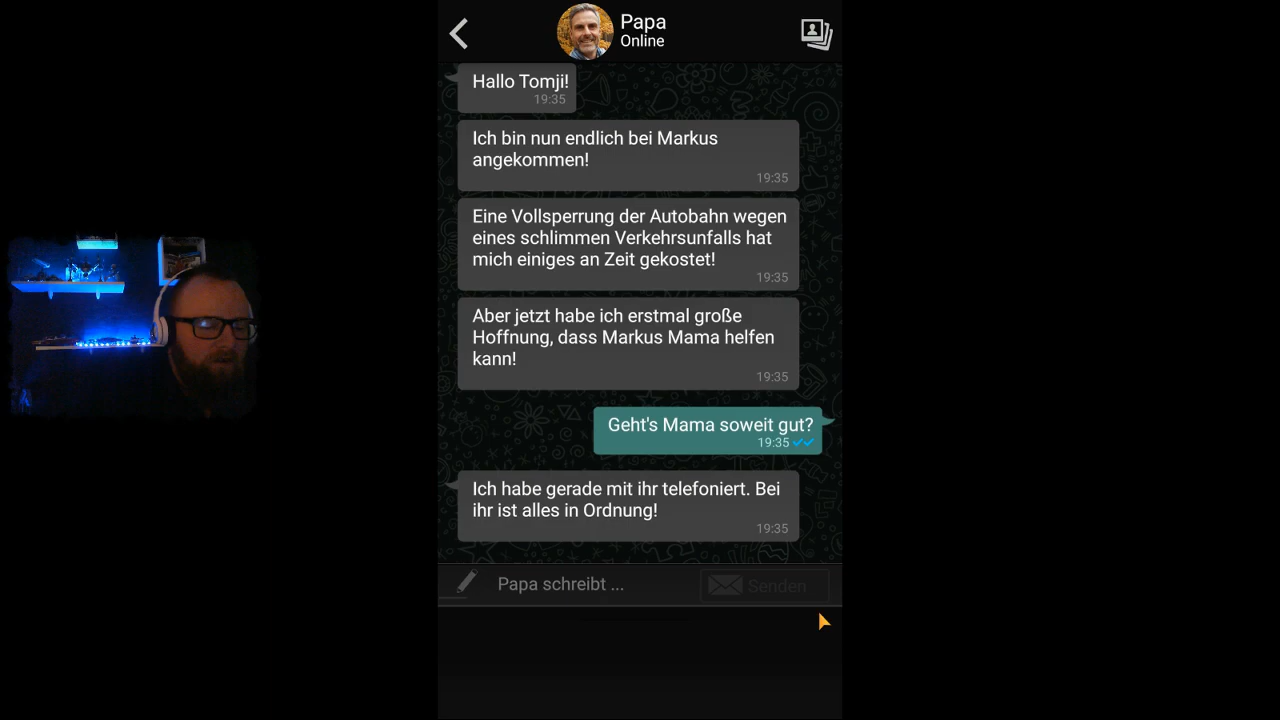 Papa
Online
Hallo Tomji!
19:35
Ich bin nun endlich bei Markus
angekommen!
19:35
Eine Vollsperrung der Autobahn wegen
eines schlimmen Verkehrsunfalls hat
mich einiges an Zeit gekostet!
19:35
Aber jetzt habe ich erstmal große
Hoffnung, dass Markus Mama helfen
kann!
19:35
Geht's Mama soweit gut?
19:35
Ich habe gerade mit ihr telefoniert. Bei
ihr ist alles in Ordnung!
19:35
Papa schreibt ...
Senden